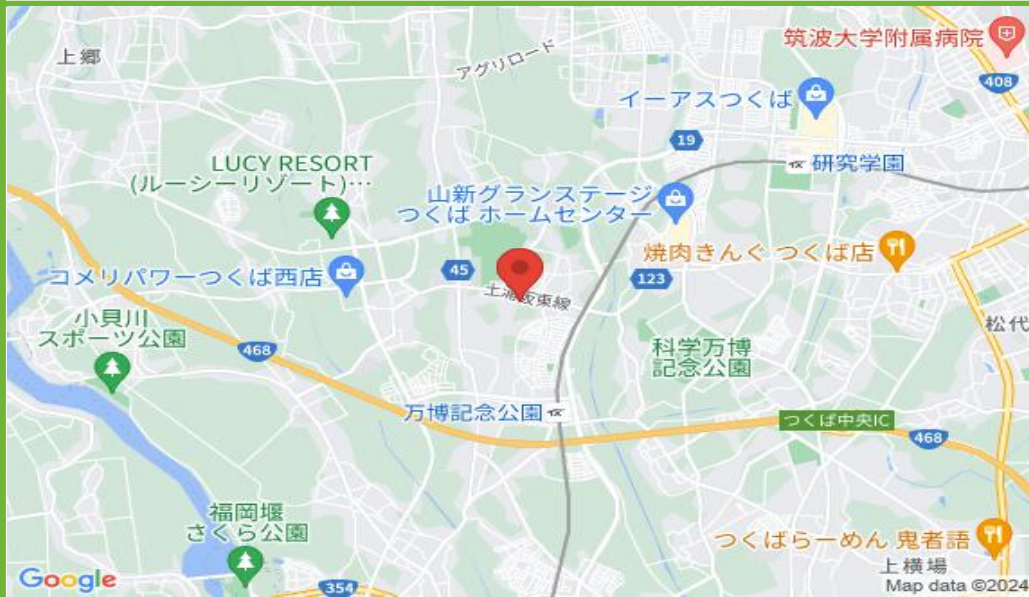 上郷
アグリロード
筑波大学附属病院
408
イーアスつくば
19
研究学園
LUCY RESORT
(ルーシーリゾート)…
山新グランステージ
つくば ホームセンター
コメリパワーつくば西店
45
土浦坂東線
123
焼肉きんぐ つくば店
小貝川
スポーツ公園
468
科学万博
記念公園
松代
万博記念公園
つくば中央IC
468
福岡堰
さくら公園
つくばらーめん 鬼者語
上横場
354
Google
Map data ©2024